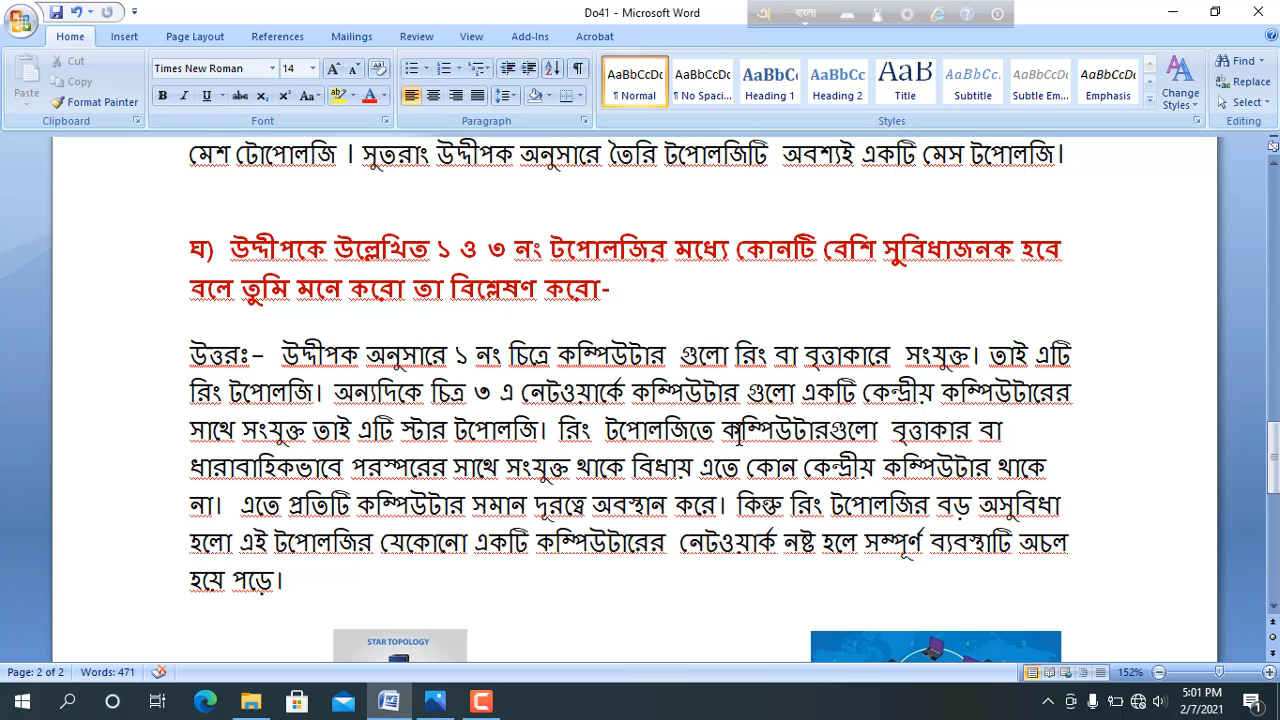 Do41 - Microsoft Word
বাংলা
Home Insert Page Layout References Mailings Review View Add-Ins Acrobat
Paste Cut Copy Format Painter
Times New Roman 14
AaBbCcDc AaBbCcDc AaBbCc AaBbCc AaB AaBbCc. AaBbCcDc AaBbCcDc
¶ Normal ¶ No Spaci... Heading 1 Heading 2 Title Subtitle Subtle Em... Emphasis
Change Styles
Find Replace Select
Clipboard Font Paragraph Styles Editing
মেশ টোপোলজি । সুতরাং উদ্দীপক অনুসারে তৈরি টপোলজিটি অবশ্যই একটি মেস টপোলজি।
ঘ) উদ্দীপকে উল্লেখিত ১ ও ৩ নং টপোলজির মধ্যে কোনটি বেশি সুবিধাজনক হবে
বলে তুমি মনে করো তা বিশ্লেষণ করো-
উত্তরঃ– উদ্দীপক অনুসারে ১ নং চিত্রে কম্পিউটার গুলো রিং বা বৃত্তাকারে সংযুক্ত। তাই এটি
রিং টপোলজি। অন্যদিকে চিত্র ৩ এ নেটওয়ার্কে কম্পিউটার গুলো একটি কেন্দ্রীয় কম্পিউটারের
সাথে সংযুক্ত তাই এটি স্টার টপোলজি। রিং টপোলজিতে কম্পিউটারগুলো বৃত্তাকার বা
ধারাবাহিকভাবে পরস্পরের সাথে সংযুক্ত থাকে বিধায় এতে কোন কেন্দ্রীয় কম্পিউটার থাকে
না। এতে প্রতিটি কম্পিউটার সমান দূরত্বে অবস্থান করে। কিন্তু রিং টপোলজির বড় অসুবিধা
হলো এই টপোলজির যেকোনো একটি কম্পিউটারের নেটওয়ার্ক নষ্ট হলে সম্পূর্ণ ব্যবস্থাটি অচল
হয়ে পড়ে।
STAR TOPOLOGY
Page: 2 of 2 Words: 471 152%
5:01 PM
2/7/2021